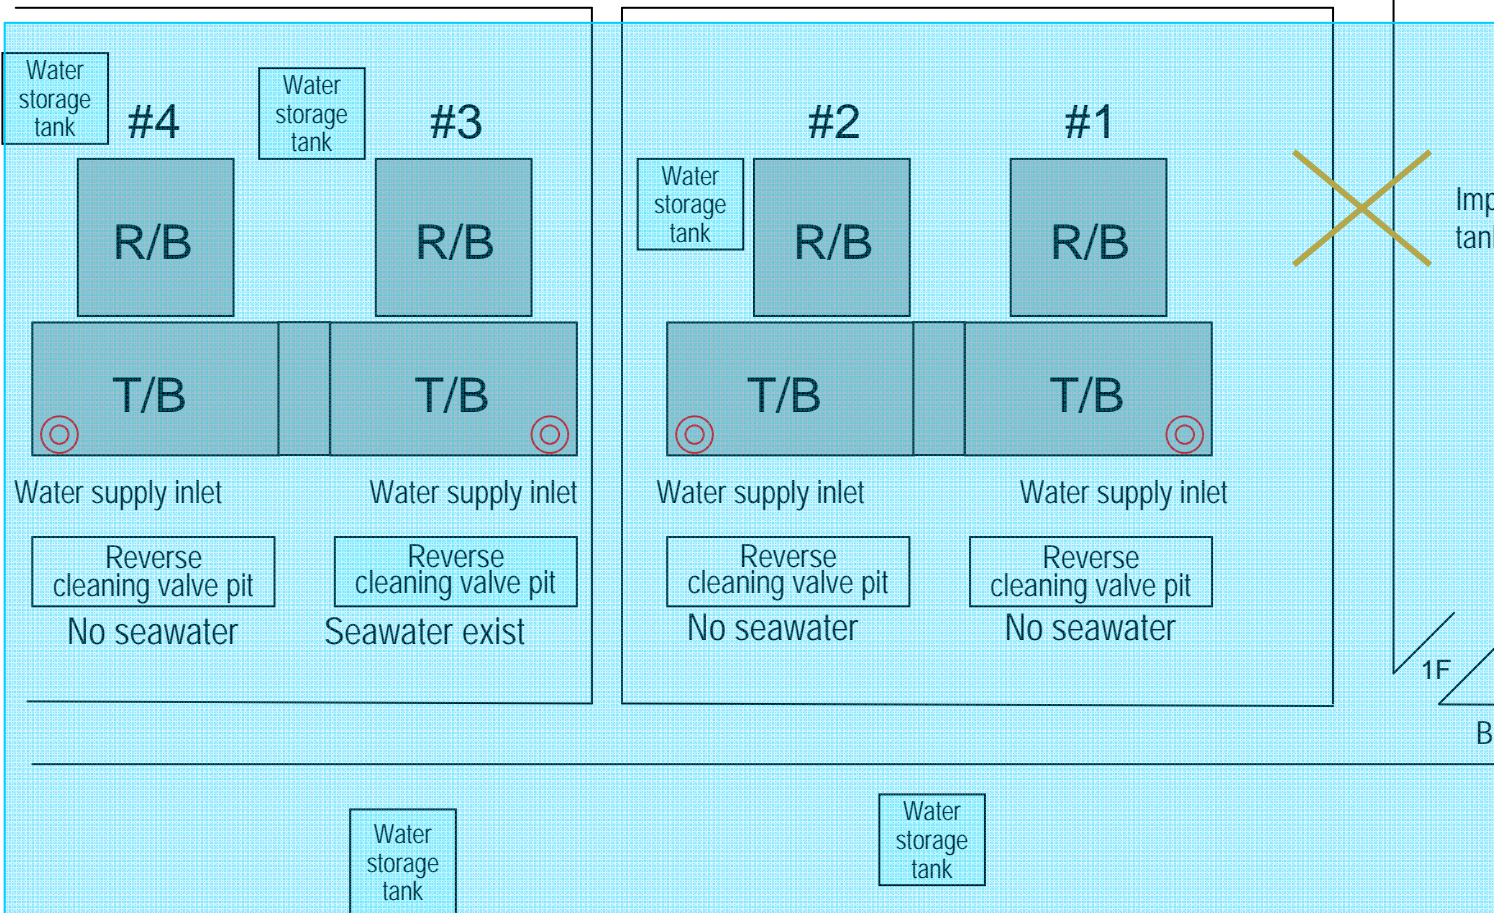 Water
storage
tank
#4
Water
storage
tank
#3
#2
#1
Water
storage
tank
R/B
R/B
R/B
R/B
T/B
T/B
T/B
T/B
Water supply inlet
Water supply inlet
Water supply inlet
Water supply inlet
Reverse
cleaning valve pit
Reverse
cleaning valve pit
Reverse
cleaning valve pit
Reverse
cleaning valve pit
No seawater
Seawater exist
No seawater
No seawater
1F
Water
storage
tank
Water
storage
tank